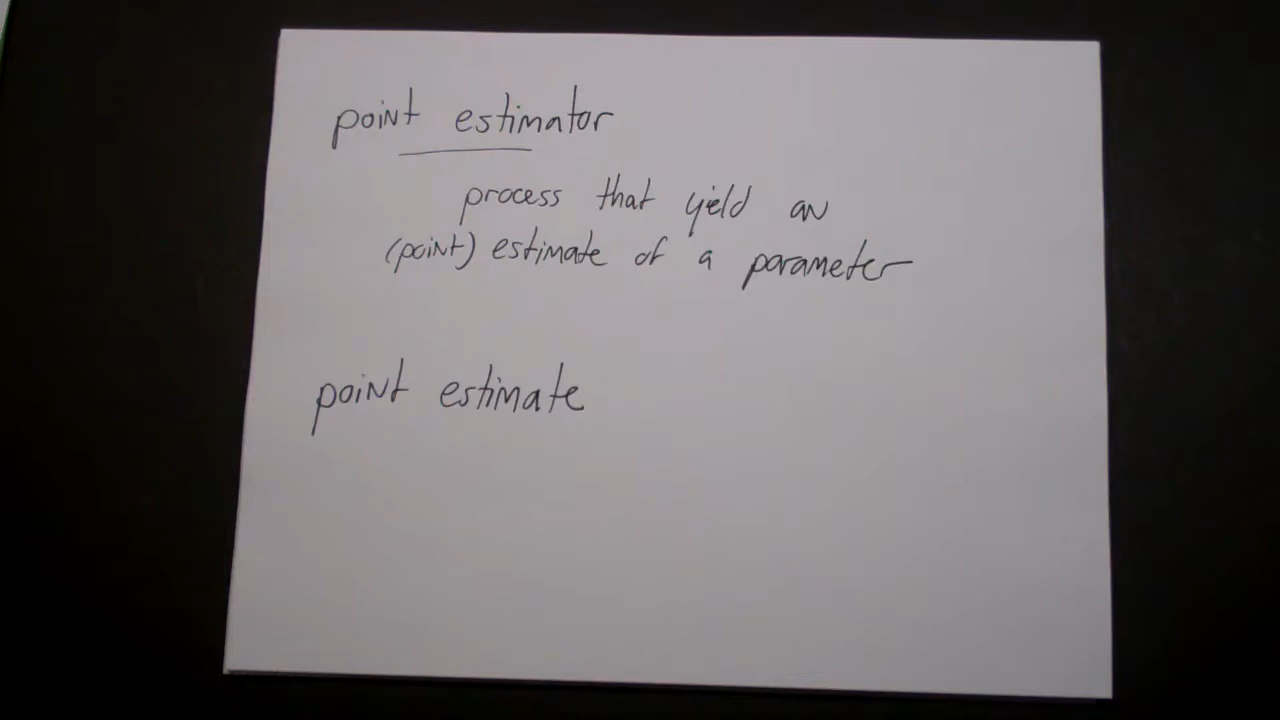 point estimator
process that yield an
(point) estimate of a parameter
point estimate